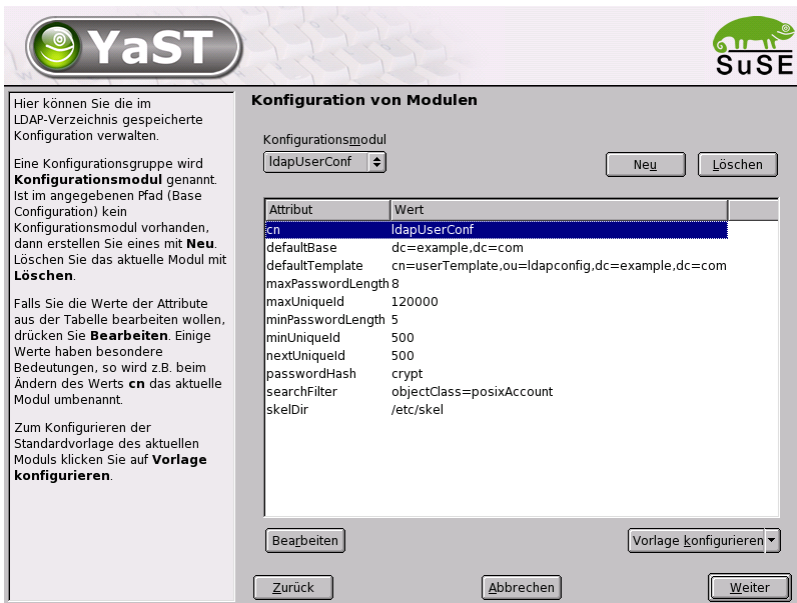 YaST
SuSE
Hier können Sie die im
LDAP-Verzeichnis gespeicherte
Konfiguration verwalten.
Eine Konfigurationsgruppe wird
Konfigurationsmodul genannt.
Ist im angegebenen Pfad (Base
Configuration) kein
Konfigurationsmodul vorhanden,
dann erstellen Sie eines mit Neu.
Löschen Sie das aktuelle Modul mit
Löschen.
Falls Sie die Werte der Attribute
aus der Tabelle bearbeiten wollen,
drücken Sie Bearbeiten. Einige
Werte haben besondere
Bedeutungen, so wird z.B. beim
Ändern des Werts cn das aktuelle
Modul umbenannt.
Zum Konfigurieren der
Standardvorlage des aktuellen
Moduls klicken Sie auf Vorlage
konfigurieren.
Konfiguration von Modulen
Konfigurationsmodul
ldapUserConf
Neu Löschen
Attribut Wert
cn ldapUserConf
defaultBase dc=example,dc=com
defaultTemplate cn=userTemplate,ou=ldapconfig,dc=example,dc=com
maxPasswordLength 8
maxUniqueId 120000
minPasswordLength 5
minUniqueId 500
nextUniqueId 500
passwordHash crypt
searchFilter objectClass=posixAccount
skelDir /etc/skel
Bearbeiten Vorlage konfigurieren
Zurück Abbrechen Weiter